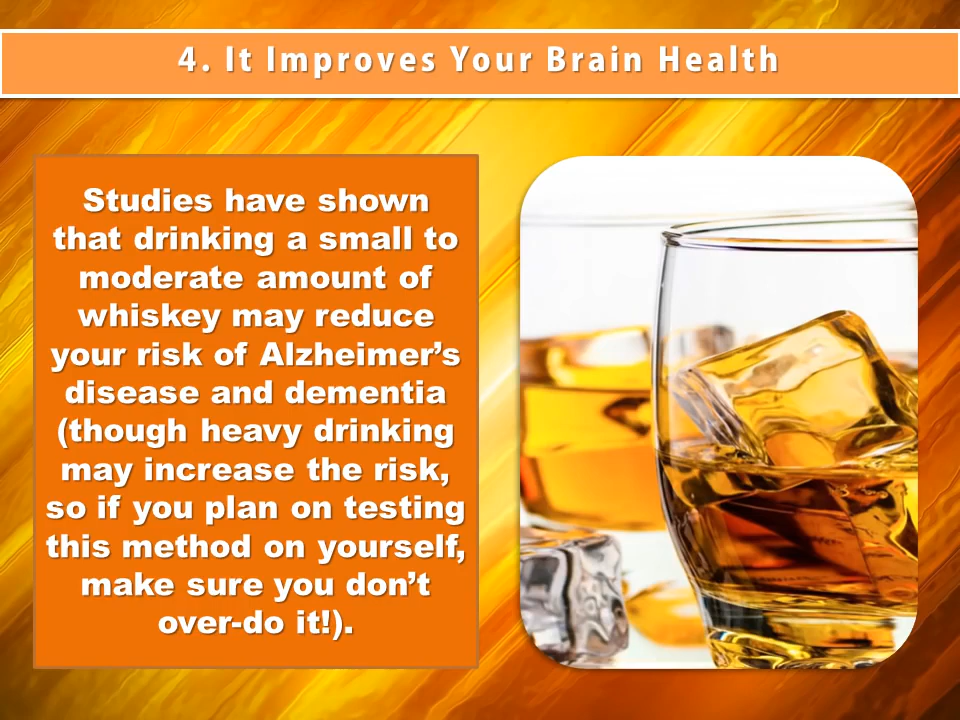 4. It Improves Your Brain Health
Studies have shown
that drinking a small to
moderate amount of
whiskey may reduce
your risk of Alzheimer’s
disease and dementia
(though heavy drinking
may increase the risk,
so if you plan on testing
this method on yourself,
make sure you don’t
over-do it!).